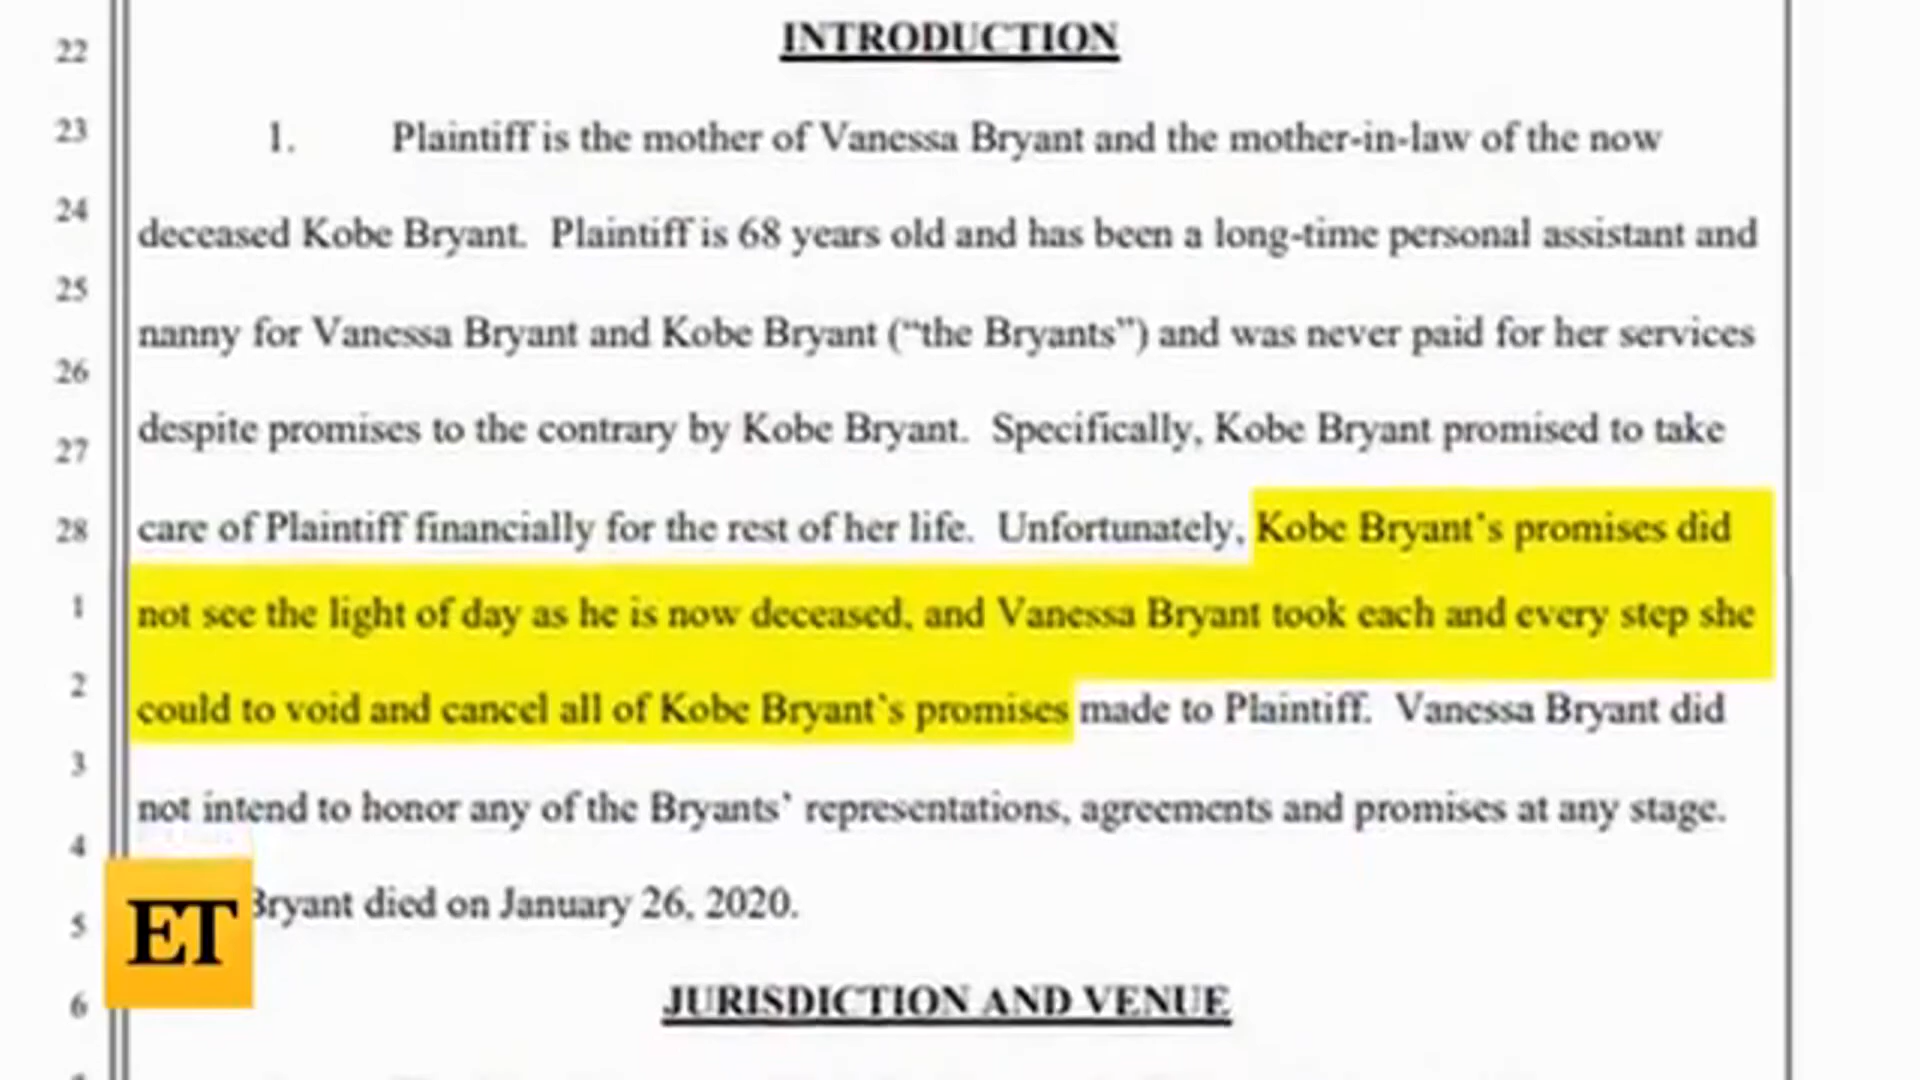 INTRODUCTION
22
23 1. Plaintiff is the mother of Vanessa Bryant and the mother-in-law of the now
24 deceased Kobe Bryant. Plaintiff is 68 years old and has been a long-time personal assistant and
25
nanny for Vanessa Bryant and Kobe Bryant (“the Bryants”) and was never paid for her services
26
despite promises to the contrary by Kobe Bryant. Specifically, Kobe Bryant promised to take
27
28 care of Plaintiff financially for the rest of her life. Unfortunately, Kobe Bryant’s promises did
1 not see the light of day as he is now deceased, and Vanessa Bryant took each and every step she
2 could to void and cancel all of Kobe Bryant’s promises made to Plaintiff. Vanessa Bryant did
3
not intend to honor any of the Bryants’ representations, agreements and promises at any stage.
4
Bryant died on January 26, 2020.
5
ET
6 JURISDICTION AND VENUE